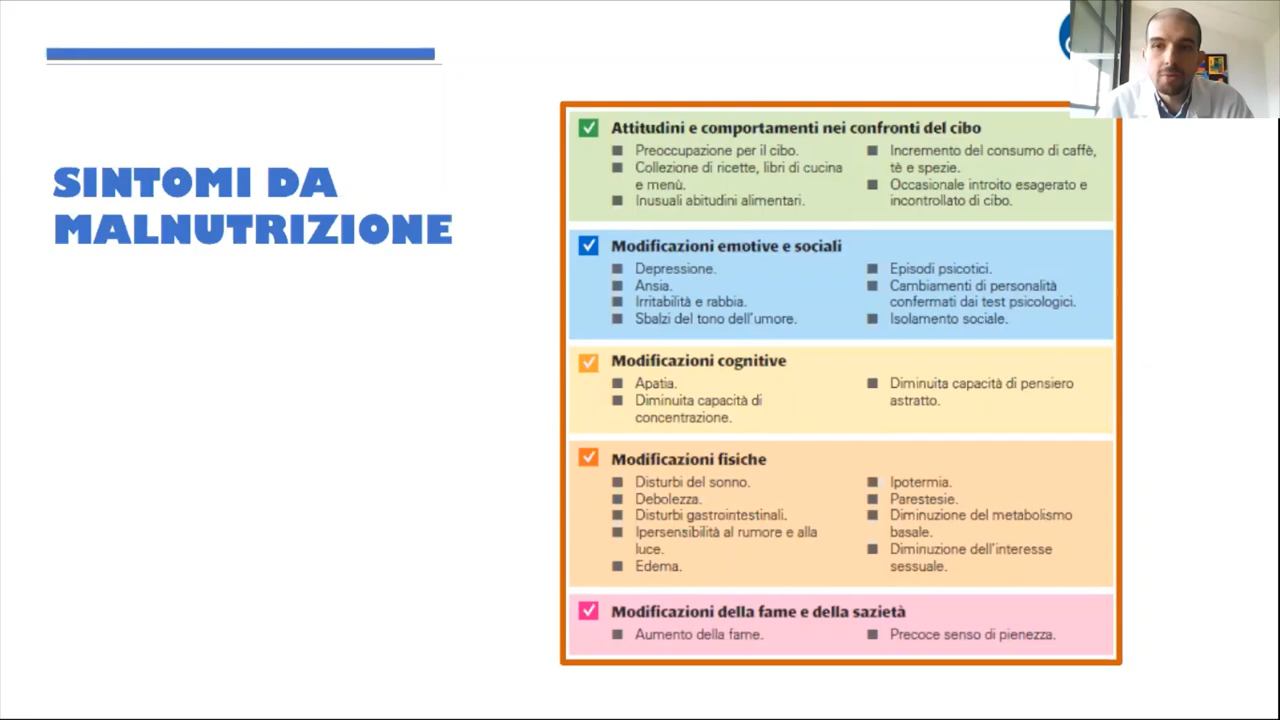 SINTOMI DA
MALNUTRIZIONE
Attitudini e comportamenti nei confronti del cibo
Preoccupazione per il cibo.
Collezione di ricette, libri di cucina
e menù.
Inusuali abitudini alimentari.
Incremento del consumo di caffè,
tè e spezie.
Occasionale introito esagerato e
incontrollato di cibo.
Modificazioni emotive e sociali
Depressione.
Ansia.
Irritabilità e rabbia.
Sbalzi del tono dell'umore.
Episodi psicotici.
Cambiamenti di personalità
confermati dai test psicologici.
Isolamento sociale.
Modificazioni cognitive
Apatia.
Diminuita capacità di
concentrazione.
Diminuita capacità di pensiero
astratto.
Modificazioni fisiche
Disturbi del sonno.
Debolezza.
Disturbi gastrointestinali.
Ipersensibilità al rumore e alla
luce.
Edema.
Ipotermia.
Parestesie.
Diminuzione del metabolismo
basale.
Diminuzione dell'interesse
sessuale.
Modificazioni della fame e della sazietà
Aumento della fame.
Precoce senso di pienezza.